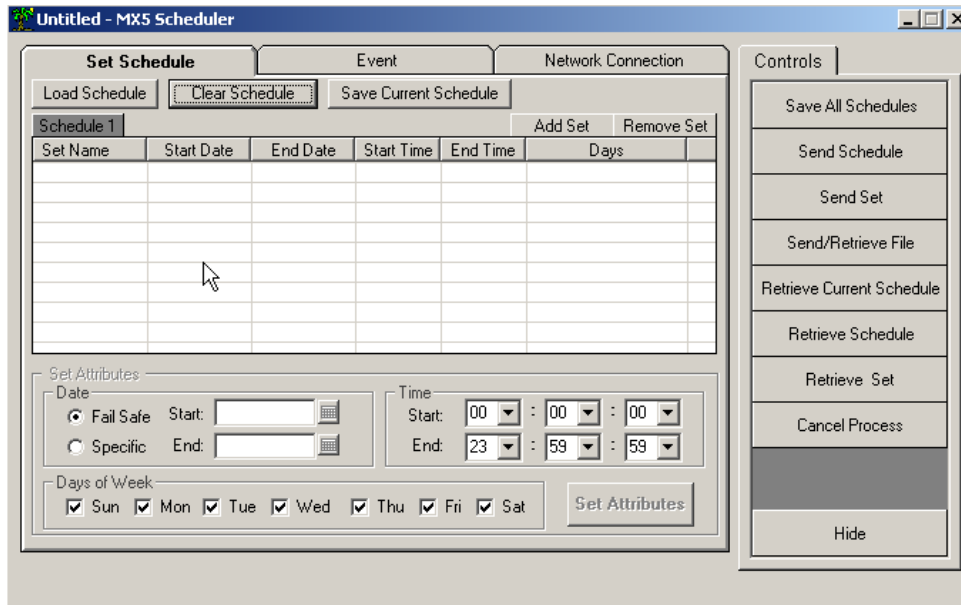 Untitled - MX5 Scheduler
Set Schedule Event Network Connection
Load Schedule Clear Schedule Save Current Schedule
Schedule 1 Add Set Remove Set
Set Name Start Date End Date Start Time End Time Days
Set Attributes
Date
Fail Safe Start:
Specific End:
Time
Start: 00 : 00 : 00
End: 23 : 59 : 59
Days of Week
Sun Mon Tue Wed Thu Fri Sat
Set Attributes
Controls
Save All Schedules
Send Schedule
Send Set
Send/Retrieve File
Retrieve Current Schedule
Retrieve Schedule
Retrieve Set
Cancel Process
Hide